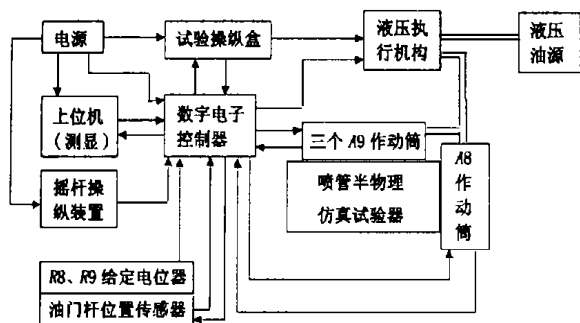 电源
试验操纵盒
液压执
行机构
液压
油源
上位机
(测显)
数字电子
控制器
三个A9作动筒
A8
作
动
筒
喷管半物理
仿真试验器
摇杆操
纵装置
R8、R9给定电位器
油门杆位置传感器